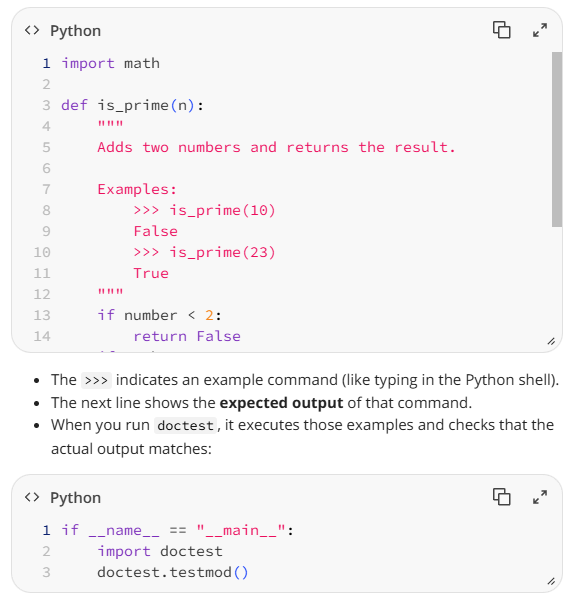 Python
1 import math
2
3 def is_prime(n):
4     """
5     Adds two numbers and returns the result.
6
7     Examples:
8         >>> is_prime(10)
9         False
10         >>> is_prime(23)
11         True
12     """
13     if number < 2:
14         return False
• The >>> indicates an example command (like typing in the Python shell).
• The next line shows the expected output of that command.
• When you run doctest, it executes those examples and checks that the
actual output matches:
Python
1 if __name__ == "__main__":
2     import doctest
3     doctest.testmod()